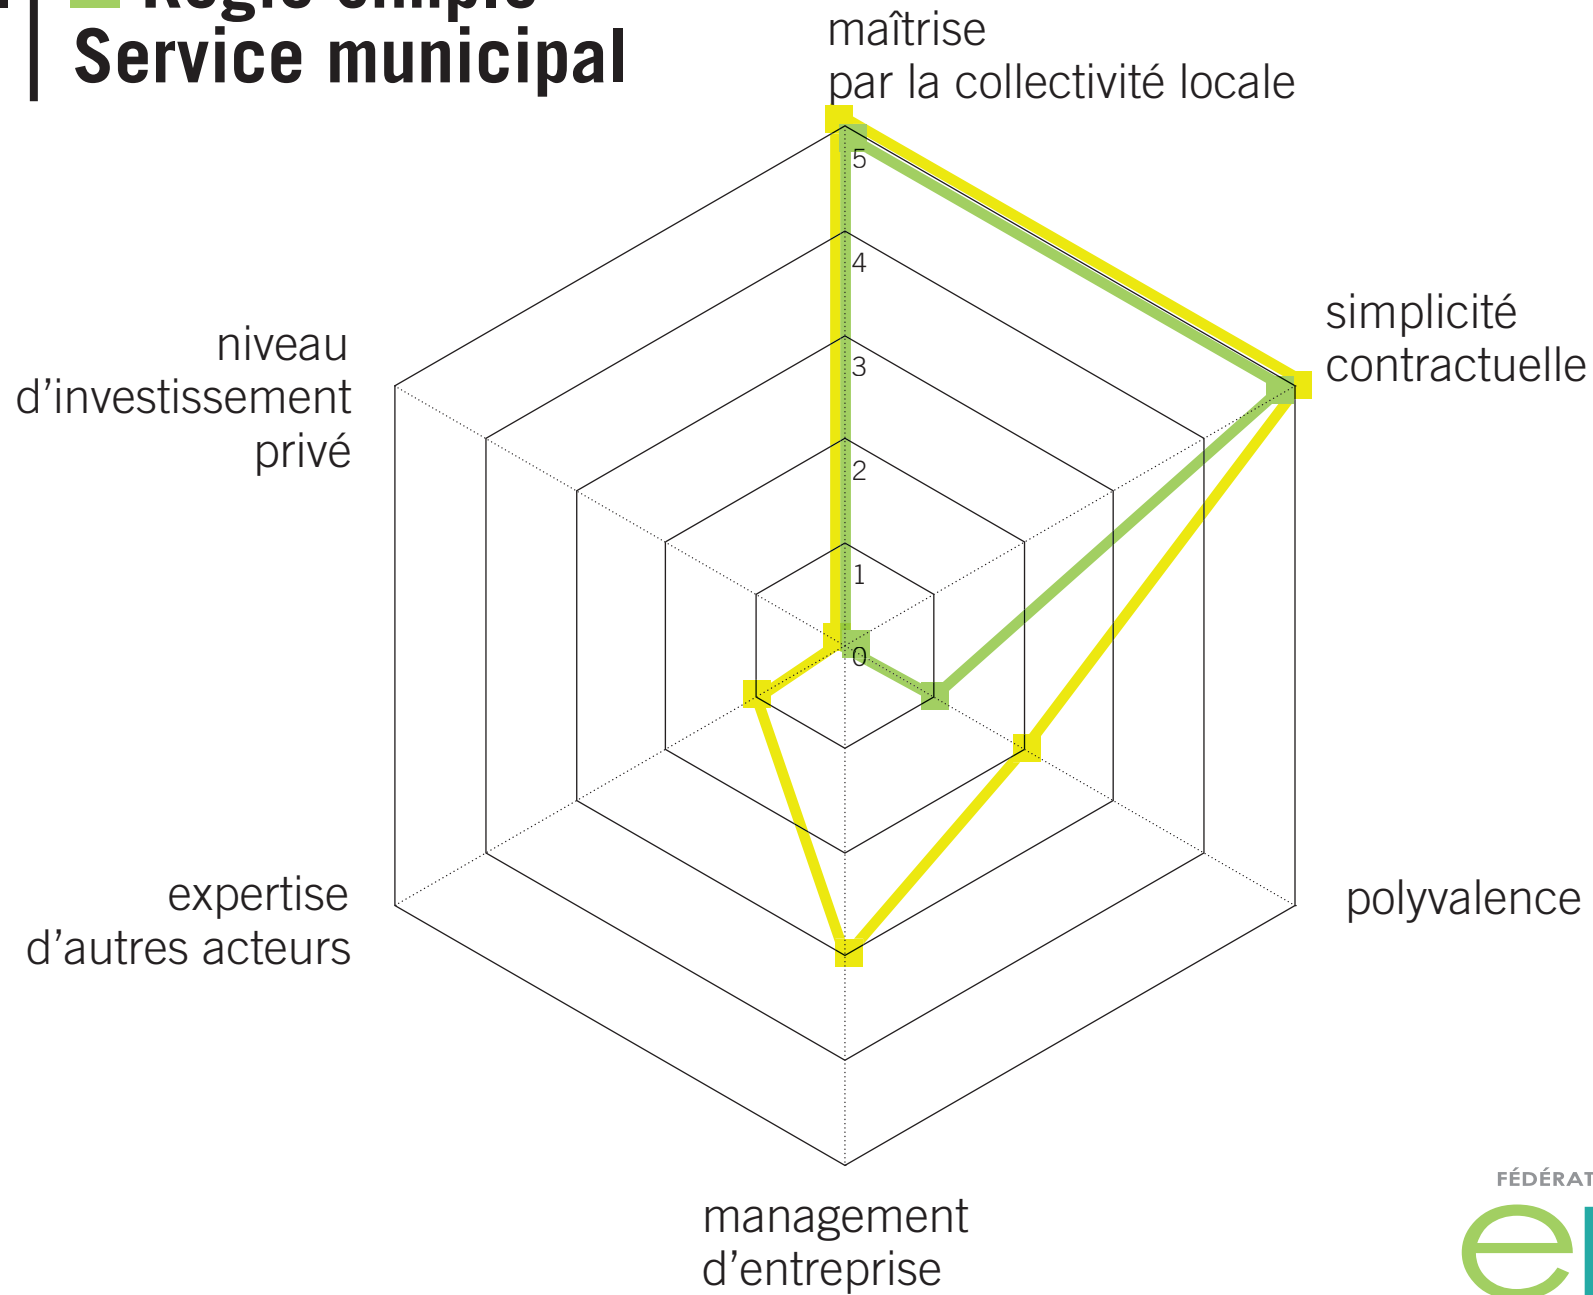 Service municipal
maîtrise
par la collectivité locale
5
4
simplicité
contractuelle
niveau
d'investissement
privé
3
2
1
0
expertise
d'autres acteurs
polyvalence
management
d'entreprise